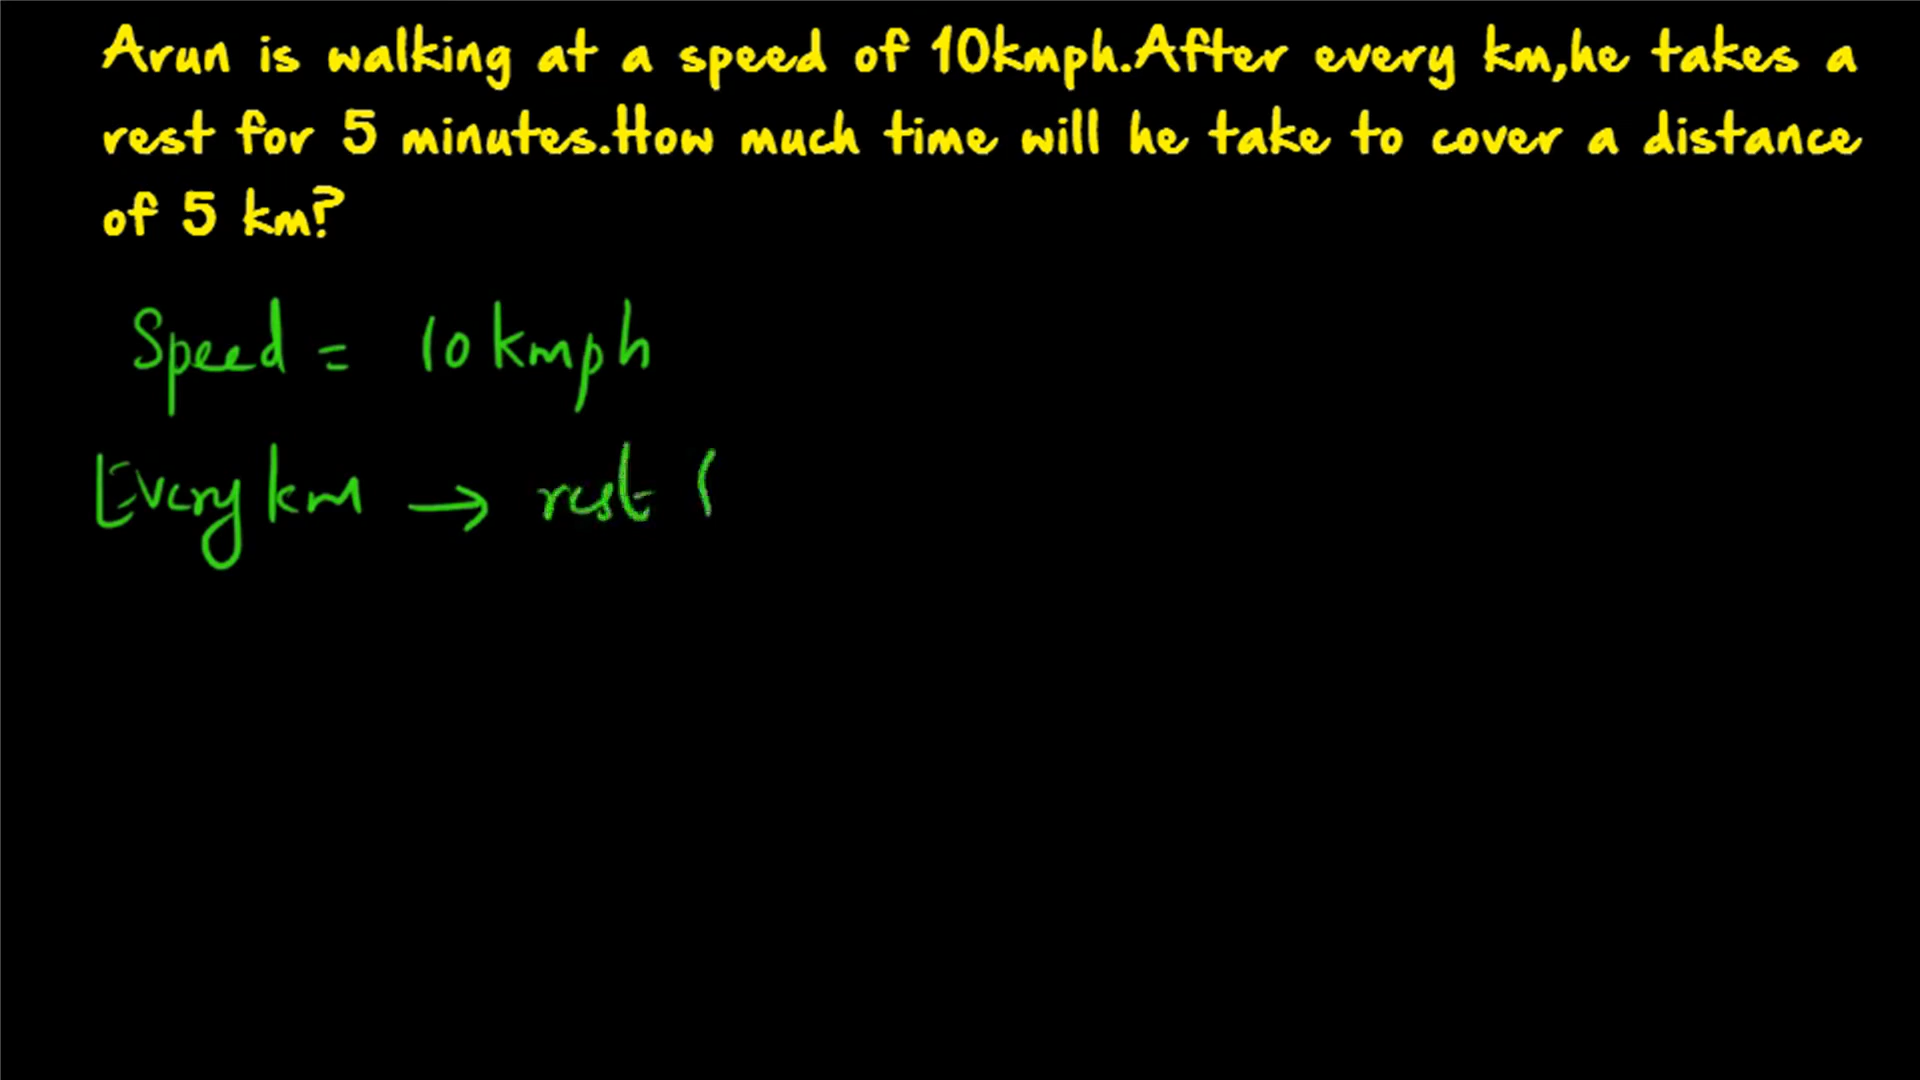 Arun is walking at a speed of 10kmph.After every km,he takes a
rest for 5 minutes.How much time will he take to cover a distance
of 5 km?
Speed = 10 kmph
Every km → rest (